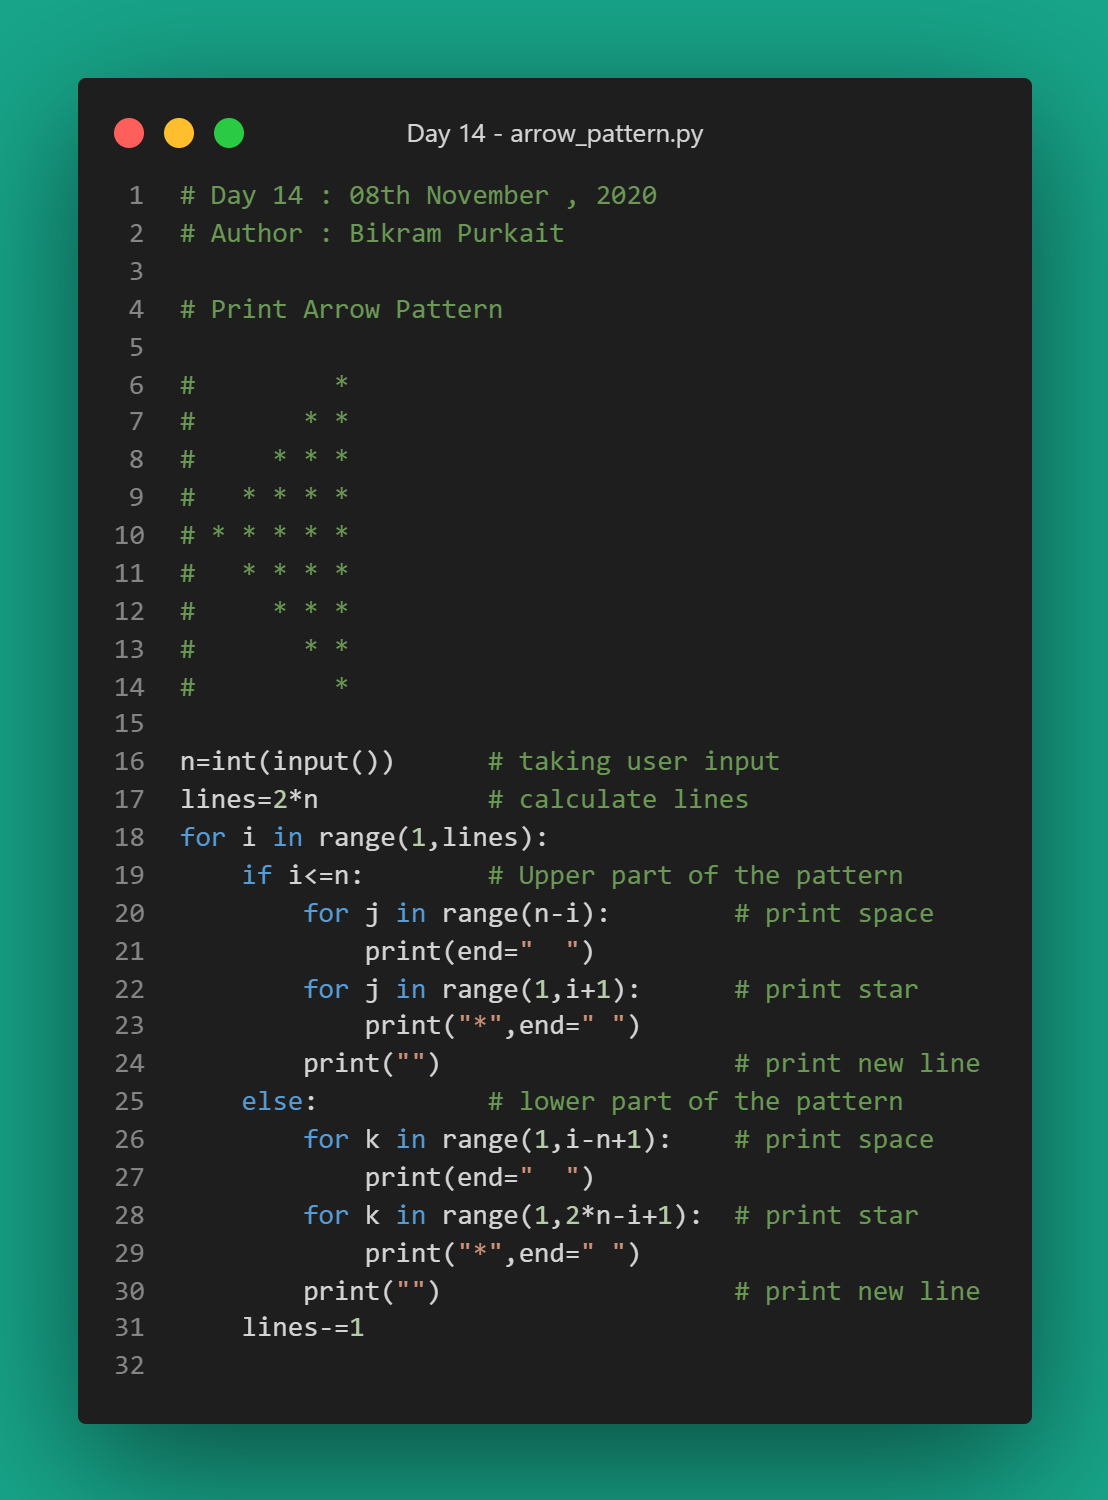 Day 14 - arrow_pattern.py
1 # Day 14 : 08th November , 2020
2 # Author : Bikram Purkait
3
4 # Print Arrow Pattern
5
6 #         *
7 #       * *
8 #     * * *
9 #   * * * *
10 # * * * * *
11 #   * * * *
12 #     * * *
13 #       * *
14 #         *
15
16 n=int(input())      # taking user input
17 lines=2*n           # calculate lines
18 for i in range(1,lines):
19     if i<=n:        # Upper part of the pattern
20         for j in range(n-i):        # print space
21             print(end="  ")
22         for j in range(1,i+1):      # print star
23             print("*",end=" ")
24         print("")                   # print new line
25     else:           # lower part of the pattern
26         for k in range(1,i-n+1):    # print space
27             print(end="  ")
28         for k in range(1,2*n-i+1):  # print star
29             print("*",end=" ")
30         print("")                   # print new line
31     lines-=1
32